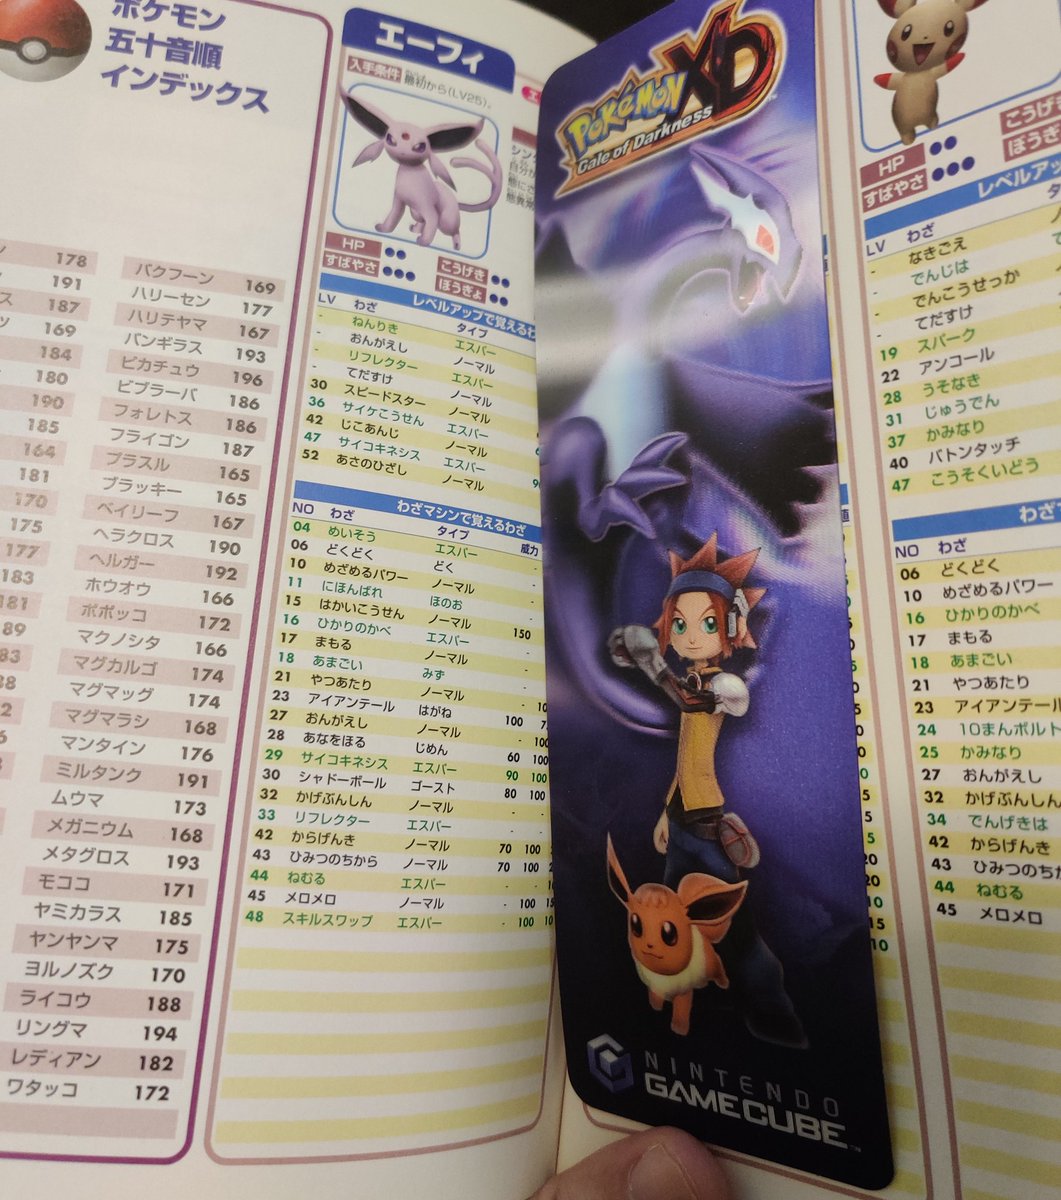 ポケモン
五十音順
インデックス
178
191
187
169
184
180
190
185
164
181
170
175
177
183
181
バクフーン 169
ハリーセン 177
ハリテヤマ 167
バンギラス 193
ピカチュウ 196
ビブラーバ 186
フォレトス 186
フライゴン 187
プラスル 165
ブラッキー 165
ベイリーフ 167
ヘラクロス 190
ヘルガー 192
ホウオウ 166
ポポッコ 172
マクノシタ 166
マグカルゴ 174
マグマッグ 174
マグマラシ 168
マンタイン 176
ミルタンク 191
ムウマ 173
メガニウム 168
メタグロス 193
モココ 171
ヤミカラス 185
ヤンヤンマ 175
ヨルノズク 170
ライコウ 188
リングマ 194
レディアン 182
ワタッコ 172
エーフィ
入手条件 最初から(LV25)。
HP ●●
こうげき ●●
すばやさ ●●●
ぼうぎょ ●●
レベルアップで覚えるわ
LV わざ タイプ
- ねんりき エスパー
- おんがえし ノーマル
- リフレクター エスパー
- てだすけ ノーマル
30 スピードスター ノーマル
36 サイケこうせん エスパー
42 じこあんじ ノーマル
47 サイコキネシス エスパー
52 あさのひざし ノーマル
わざマシンで覚えるわざ
NO わざ タイプ 威力
04 めいそう エスパー -
06 どくどく どく -
10 めざめるパワー ノーマル -
11 にほんばれ ほのお -
15 はかいこうせん ノーマル 150
16 ひかりのかべ エスパー -
17 まもる ノーマル -
18 あまごい みず -
21 やつあたり ノーマル -
23 アイアンテール はがね 100
27 おんがえし ノーマル - 100
28 あなをほる じめん 60 100
29 サイコキネシス エスパー 90 100
30 シャドーボール ゴースト 80 100
32 かげぶんしん ノーマル - -
33 リフレクター エスパー - -
42 からげんき ノーマル 70 100
43 ひみつのちから ノーマル 70 100
44 ねむる エスパー - -
45 メロメロ ノーマル - 100 15
48 スキルスワップ エスパー - 100 10
POKéMON XD
Gale of Darkness
NINTENDO
GAMECUBE™
HP ●●
こうげ
すばやさ ●●●
ぼうぎ
レベルアッ
LV わざ
- なきごえ
- でんじは
- でんこうせっか
- てだすけ
19 スパーク
22 アンコール
28 うそなき
31 じゅうでん
37 かみなり
40 バトンタッチ
47 こうそくいどう
わざ
NO わざ
06 どくどく
10 めざめるパワー
16 ひかりのかべ
17 まもる
18 あまごい
21 やつあたり
23 アイアンテール
24 10まんボルト
25 かみなり
27 おんがえし
32 かげぶんしん
34 でんげきは
42 からげんき
43 ひみつのちか
44 ねむる
45 メロメロ